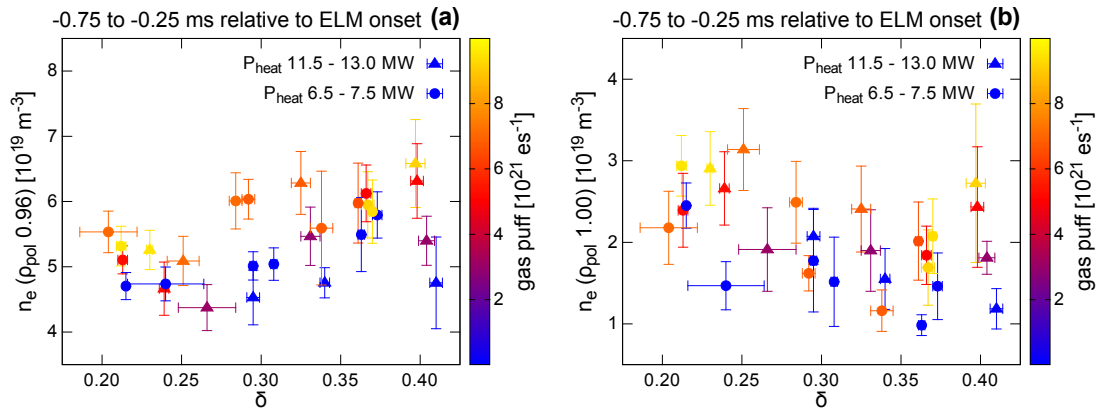 -0.75 to -0.25 ms relative to ELM onset (a)
P_heat 11.5 - 13.0 MW
P_heat 6.5 - 7.5 MW
n_e (ρ_pol 0.96) [10^19 m^-3]
8
7
6
5
4
0.20 0.25 0.30 0.35 0.40
δ
8
6
4
2
gas puff [10^21 es^-1]
-0.75 to -0.25 ms relative to ELM onset (b)
P_heat 11.5 - 13.0 MW
P_heat 6.5 - 7.5 MW
n_e (ρ_pol 1.00) [10^19 m^-3]
4
3
2
1
0.20 0.25 0.30 0.35 0.40
δ
8
6
4
2
gas puff [10^21 es^-1]